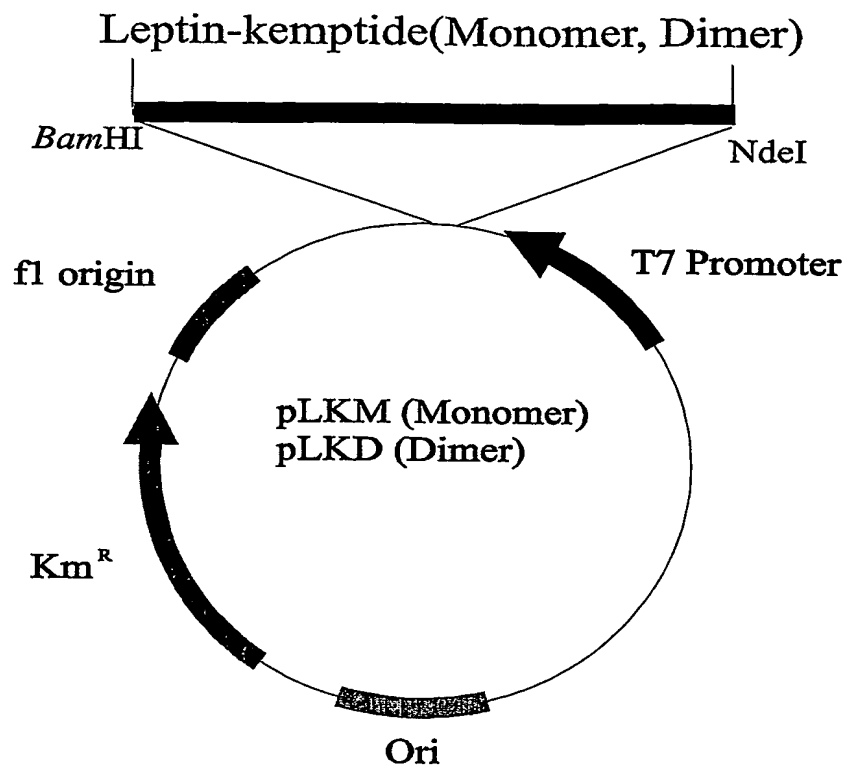 Leptin-kemptide(Monomer, Dimer)
BamHI
NdeI
f1 origin
T7 Promoter
pLKM (Monomer)
pLKD (Dimer)
Km^R
Ori